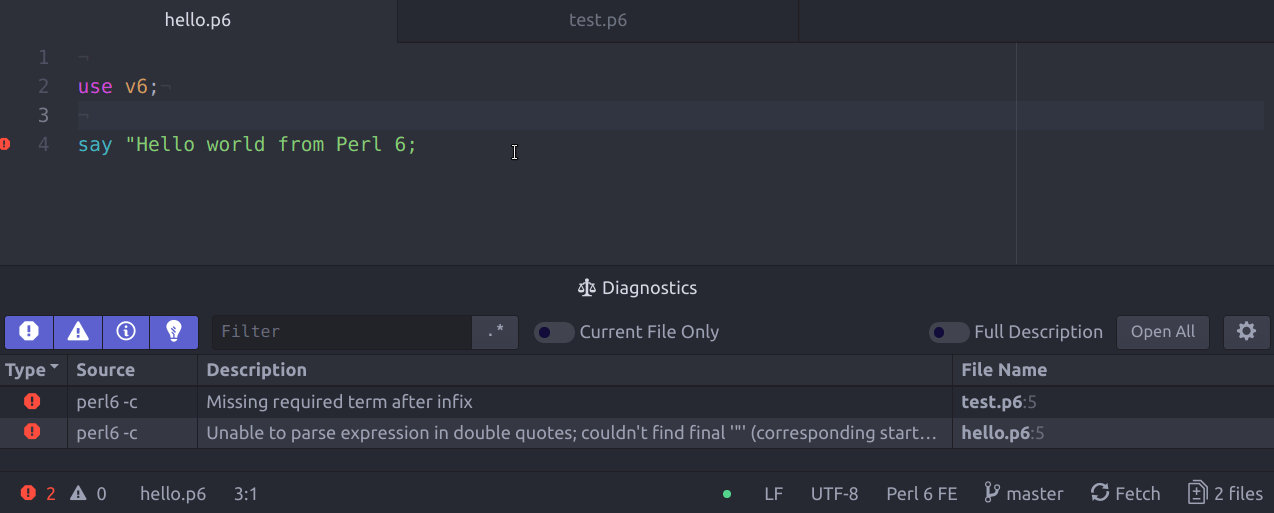 hello.p6 test.p6
1 ¬
2 use v6;¬
3 ¬
4 say "Hello world from Perl 6;
Diagnostics
Filter .* Current File Only Full Description Open All
Type Source Description File Name
perl6 -c Missing required term after infix test.p6:5
perl6 -c Unable to parse expression in double quotes; couldn't find final '"' (corresponding start… hello.p6:5
2 0 hello.p6 3:1 LF UTF-8 Perl 6 FE master Fetch 2 files